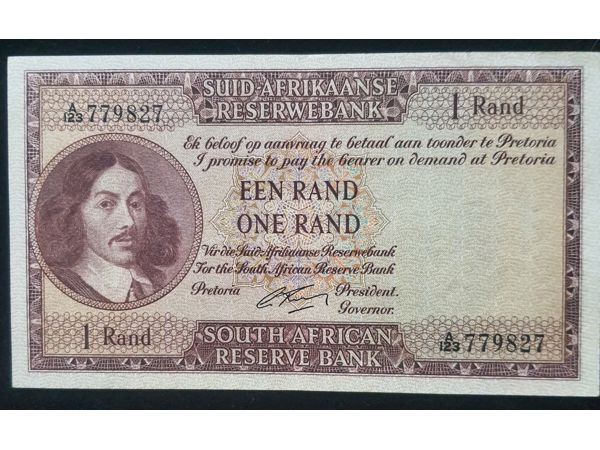 SUID-AFRIKAANSE
RESERWEBANK
A/123 779827
1 Rand
Ek beloof op aanvraag te betaal aan toonder te Pretoria
I promise to pay the bearer on demand at Pretoria
EEN RAND
ONE RAND
Vir die Suid-Afrikaanse Reserwebank
For the South African Reserve Bank
Pretoria President.
Governor.
1 Rand
SOUTH AFRICAN
RESERVE BANK
A/123 779827